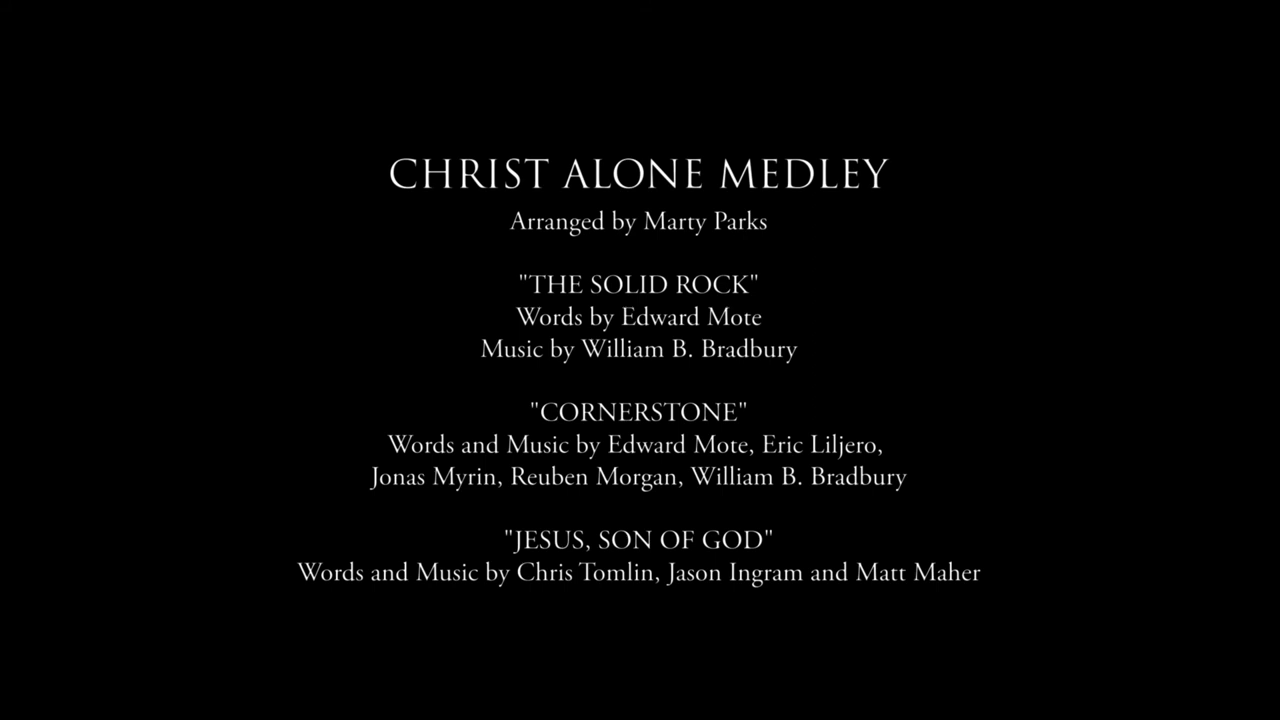 CHRIST ALONE MEDLEY
Arranged by Marty Parks
"THE SOLID ROCK"
Words by Edward Mote
Music by William B. Bradbury
"CORNERSTONE"
Words and Music by Edward Mote, Eric Liljero,
Jonas Myrin, Reuben Morgan, William B. Bradbury
"JESUS, SON OF GOD"
Words and Music by Chris Tomlin, Jason Ingram and Matt Maher